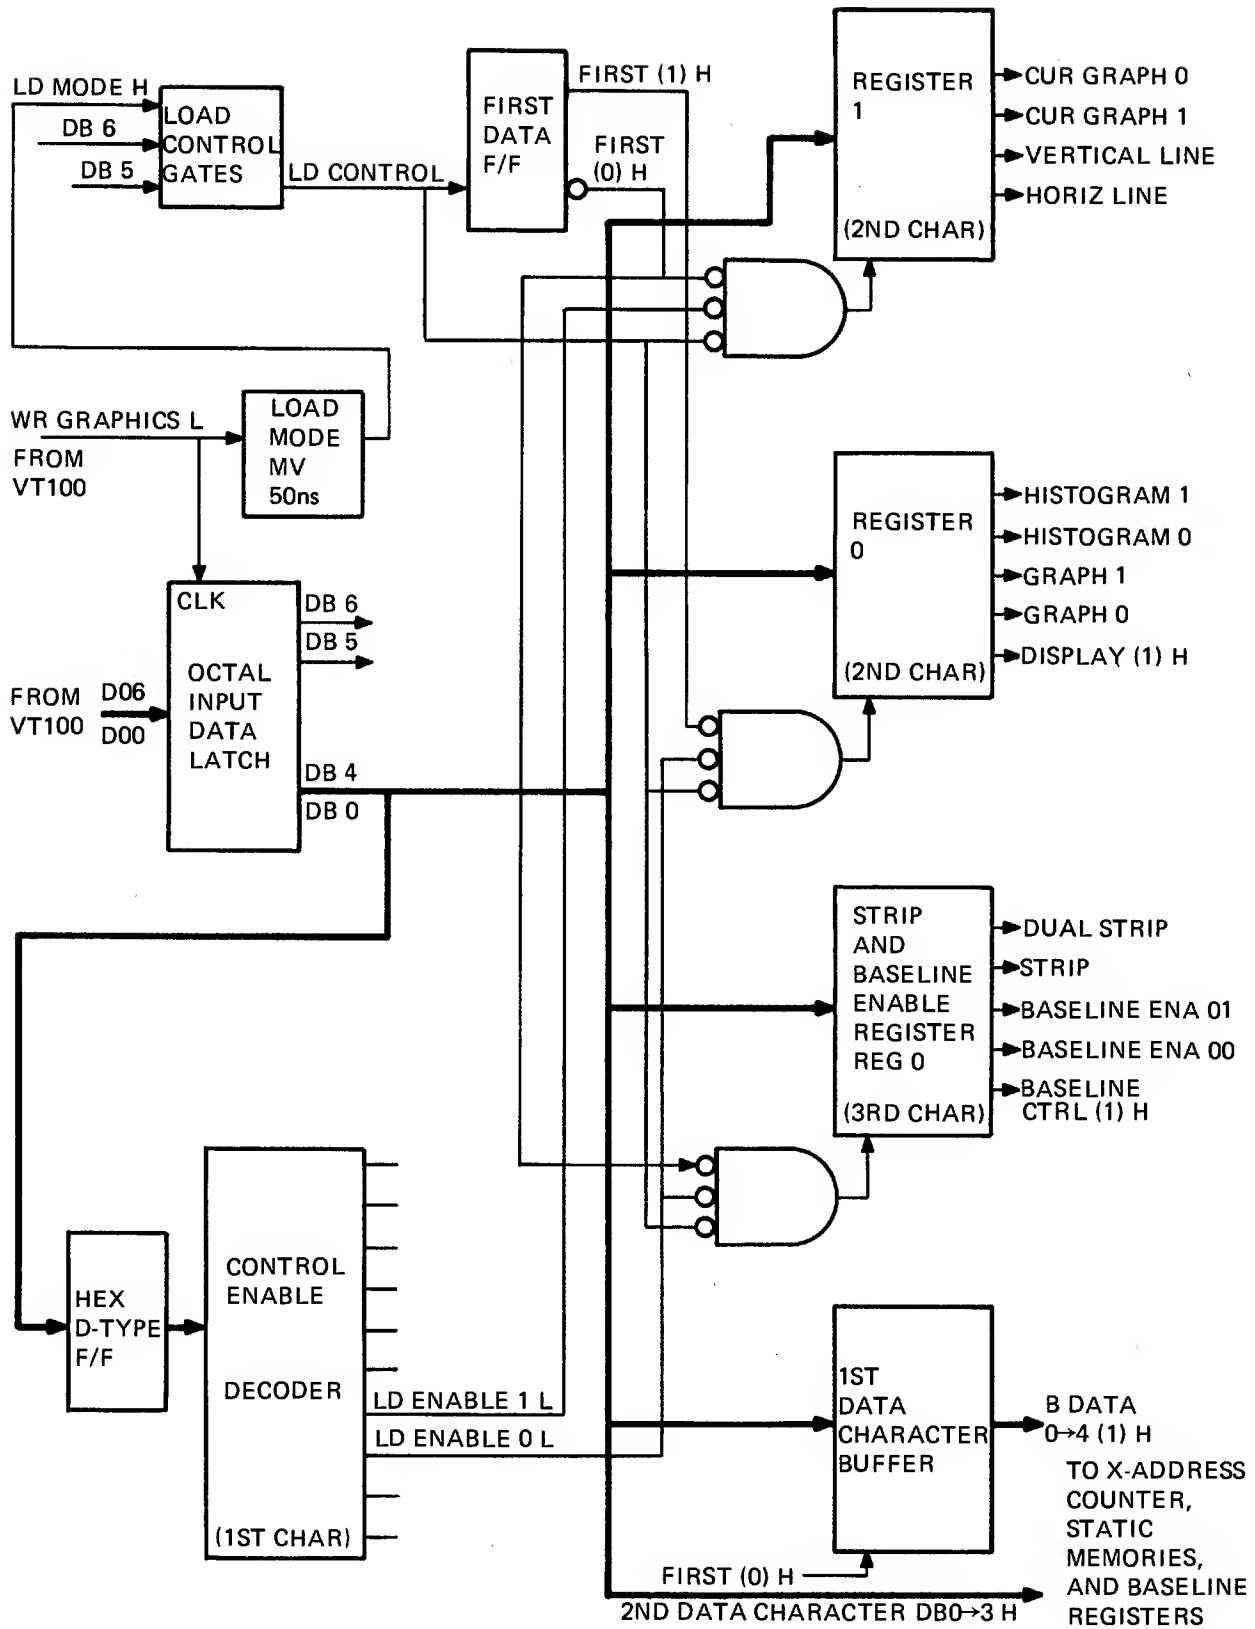 LD MODE H
DB 6
DB 5
LOAD
CONTROL
GATES
LD CONTROL
FIRST
DATA
F/F
FIRST (1) H
FIRST
(0) H
REGISTER
1
(2ND CHAR)
CUR GRAPH 0
CUR GRAPH 1
VERTICAL LINE
HORIZ LINE
WR GRAPHICS L
FROM
VT100
LOAD
MODE
MV
50ns
REGISTER
0
(2ND CHAR)
HISTOGRAM 1
HISTOGRAM 0
GRAPH 1
GRAPH 0
DISPLAY (1) H
FROM
VT100
D06
D00
CLK
OCTAL
INPUT
DATA
LATCH
DB 6
DB 5
DB 4
DB 0
STRIP
AND
BASELINE
ENABLE
REGISTER
REG 0
(3RD CHAR)
DUAL STRIP
STRIP
BASELINE ENA 01
BASELINE ENA 00
BASELINE
CTRL (1) H
HEX
D-TYPE
F/F
CONTROL
ENABLE
DECODER
(1ST CHAR)
LD ENABLE 1 L
LD ENABLE 0 L
1ST
DATA
CHARACTER
BUFFER
B DATA
0→4 (1) H
TO X-ADDRESS
COUNTER,
STATIC
MEMORIES,
AND BASELINE
REGISTERS
FIRST (0) H
2ND DATA CHARACTER DB0→3 H